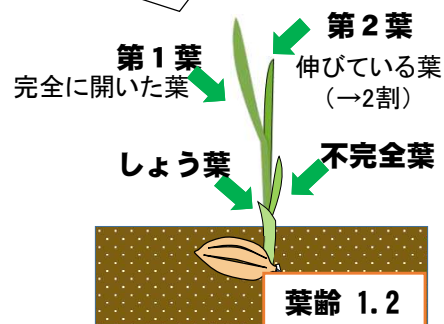 第２葉
伸びている葉
（→2割）
第１葉
完全に開いた葉
しょう葉
不完全葉
葉齢 1.2